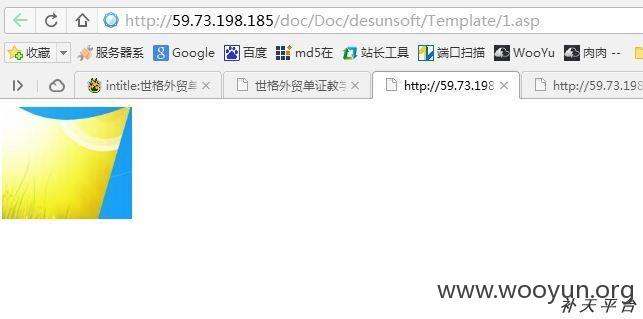 http://59.73.198.185/doc/Doc/desunsoft/Template/1.asp
收藏 服务器系 Google 百度 md5在 站长工具 端口扫描 WooYu 肉肉 --
intitle:世格外贸单 世格外贸单证教学 http://59.73.198 http://59.73.198
www.wooyun.org
补天平台